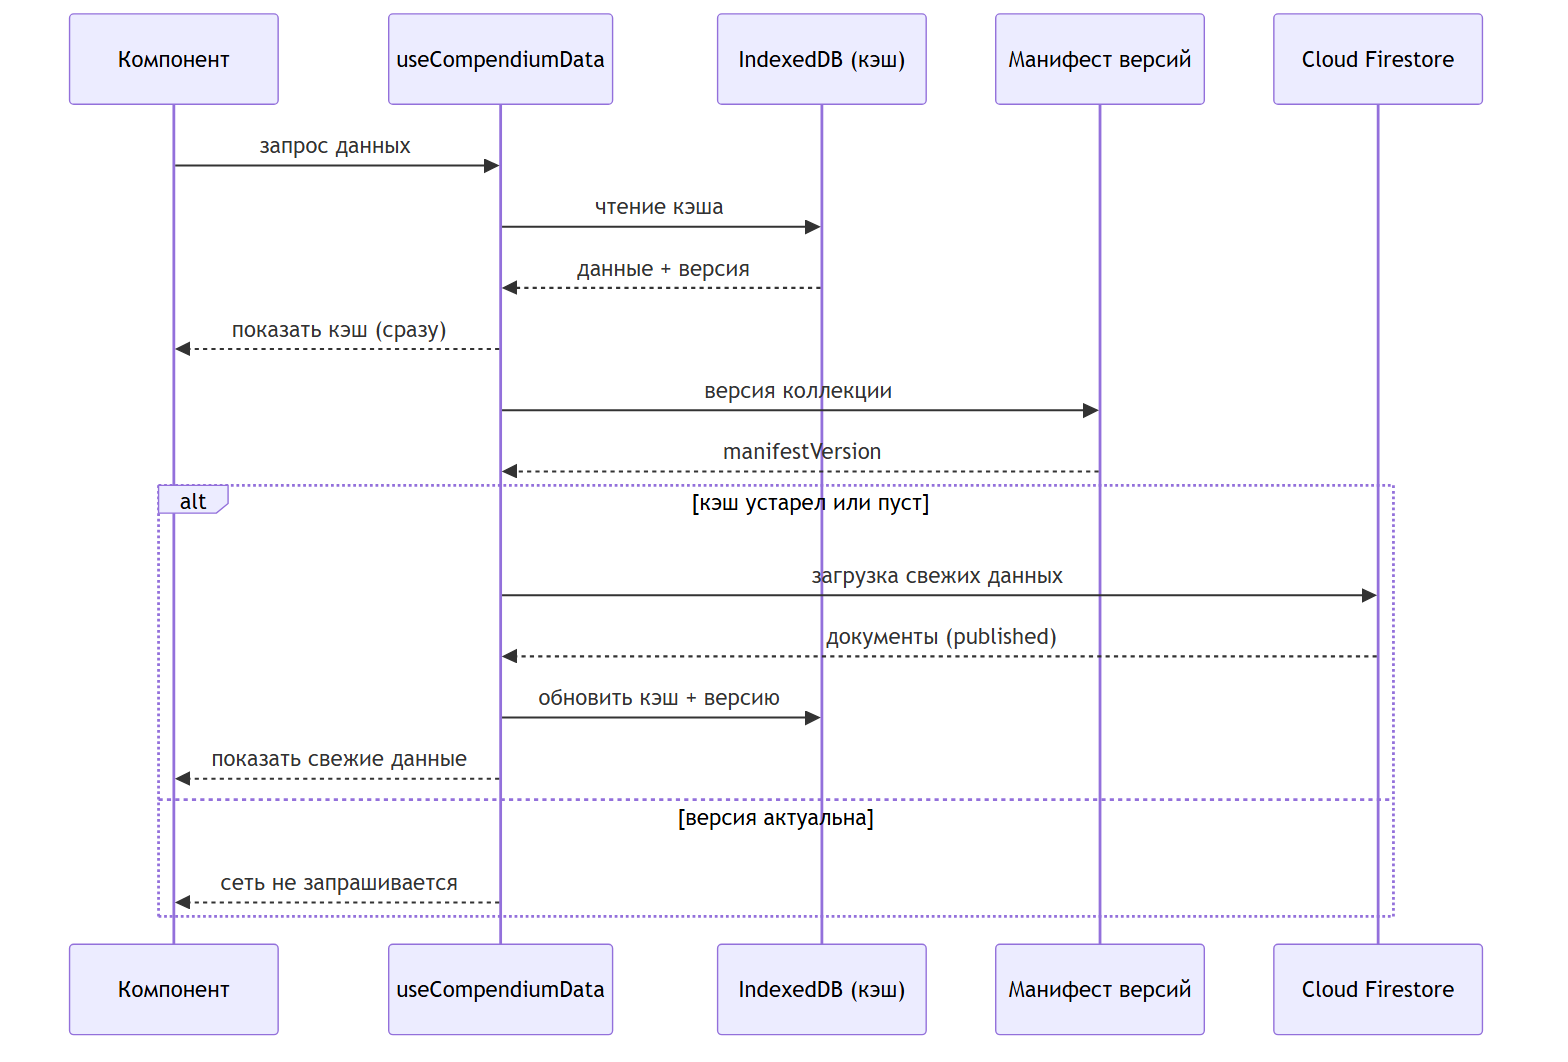 Компонент
useCompendiumData
IndexedDB (кэш)
Манифест версий
Cloud Firestore
запрос данных
чтение кэша
данные + версия
показать кэш (сразу)
версия коллекции
manifestVersion
alt
[кэш устарел или пуст]
загрузка свежих данных
документы (published)
обновить кэш + версию
показать свежие данные
[версия актуальна]
сеть не запрашивается
Компонент
useCompendiumData
IndexedDB (кэш)
Манифест версий
Cloud Firestore